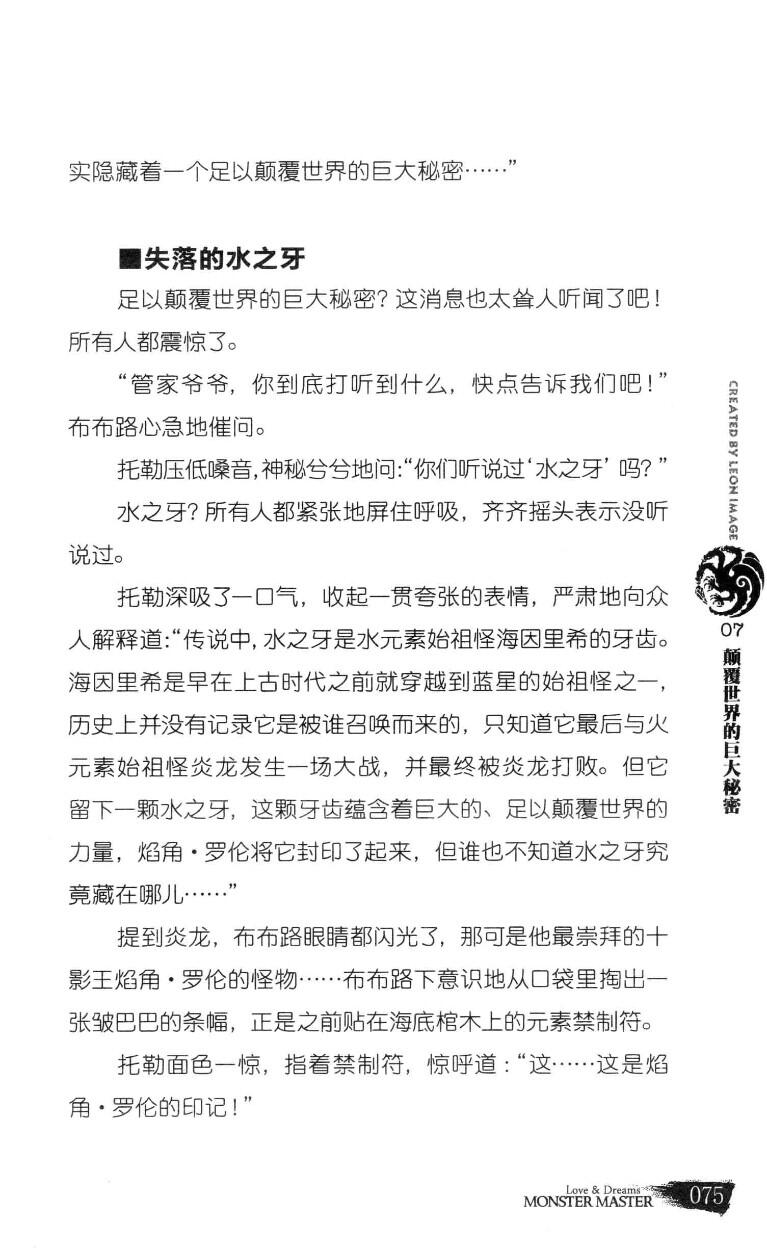 实隐藏着一个足以颠覆世界的巨大秘密……”
■失落的水之牙
足以颠覆世界的巨大秘密？这消息也太耸人听闻了吧！
所有人都震惊了。
“管家爷爷，你到底打听到什么，快点告诉我们吧！”
布布路心急地催问。
托勒压低嗓音，神秘兮兮地问：“你们听说过‘水之牙’吗？”
水之牙？所有人都紧张地屏住呼吸，齐齐摇头表示没听
说过。
托勒深吸了一口气，收起一贯夸张的表情，严肃地向众
人解释道：“传说中，水之牙是水元素始祖怪海因里希的牙齿。
海因里希是早在上古时代之前就穿越到蓝星的始祖怪之一，
历史上并没有记录它是被谁召唤而来的，只知道它最后与火
元素始祖怪炎龙发生一场大战，并最终被炎龙打败。但它
留下一颗水之牙，这颗牙齿蕴含着巨大的、足以颠覆世界的
力量，焰角·罗伦将它封印了起来，但谁也不知道水之牙究
竟藏在哪儿……”
提到炎龙，布布路眼睛都闪光了，那可是他最崇拜的十
影王焰角·罗伦的怪物……布布路下意识地从口袋里掏出一
张皱巴巴的条幅，正是之前贴在海底棺木上的元素禁制符。
托勒面色一惊，指着禁制符，惊呼道：“这……这是焰
角·罗伦的印记！”
CREATED BY LEON IMAGE
07
颠覆世界的巨大秘密
Love & Dreams
MONSTER MASTER
075